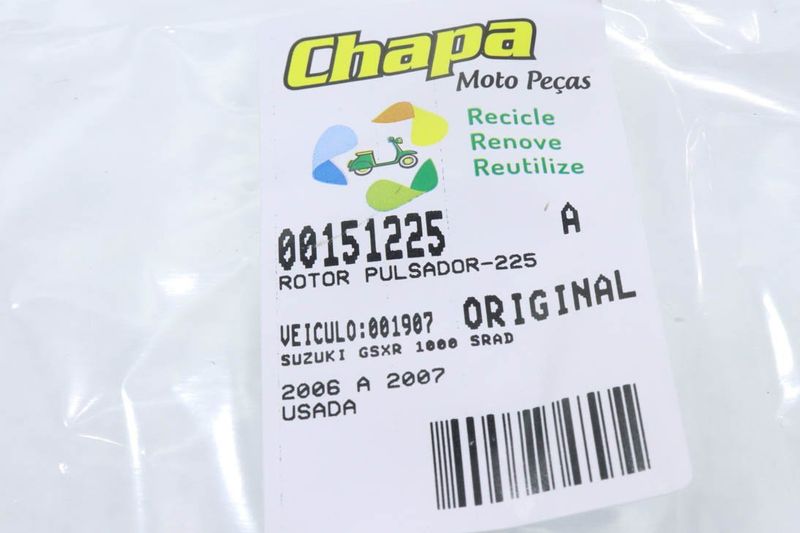 Chapa
Moto Peças
Recicle
Renove
Reutilize
00151225 A
ROTOR PULSADOR-225
VEICULO:001907 ORIGINAL
SUZUKI GSXR 1000 SRAD
2006 A 2007
USADA